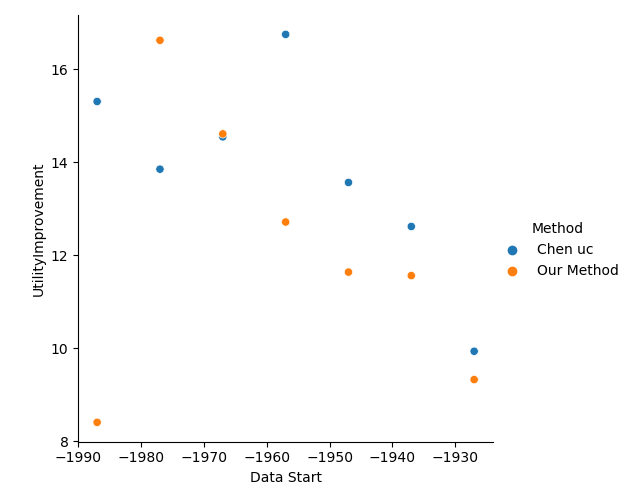 16
14
12
10
8
UtilityImprovement
−1990 −1980 −1970 −1960 −1950 −1940 −1930
Data Start
Method
Chen uc
Our Method